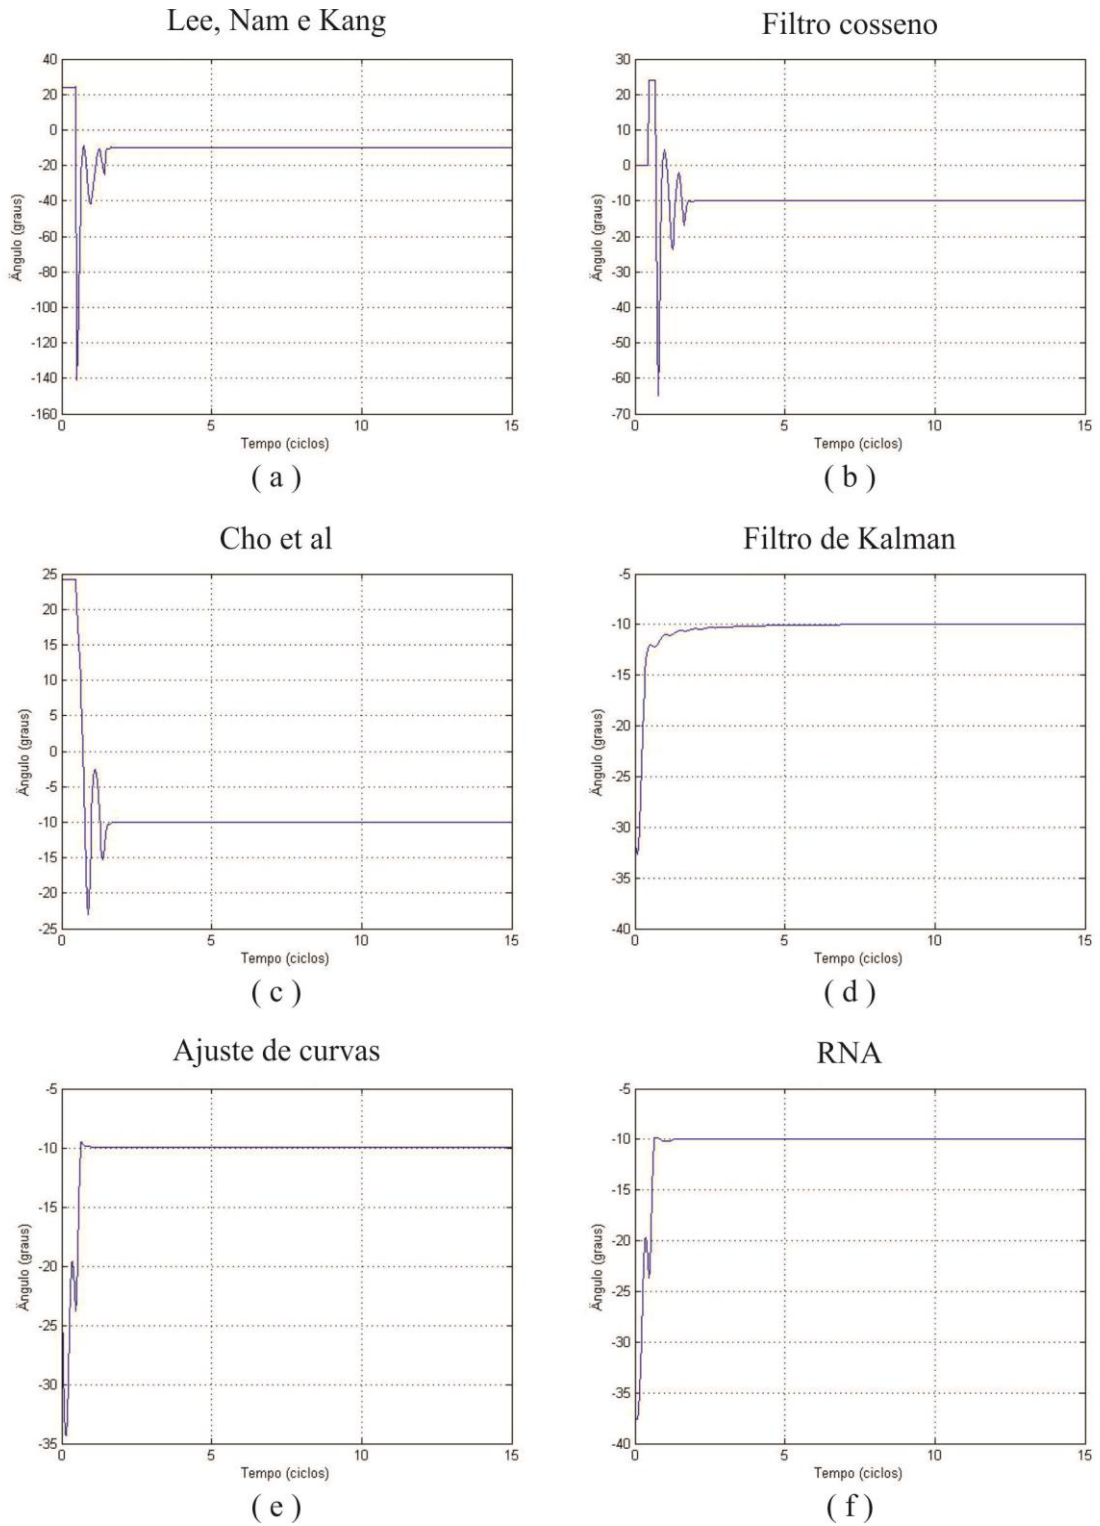 Lee, Nam e Kang
40
20
0
-20
-40
-60
-80
-100
-120
-140
-160
Ângulo (graus)
0 5 10 15
Tempo (ciclos)
( a )
Filtro cosseno
30
20
10
0
-10
-20
-30
-40
-50
-60
-70
Ângulo (graus)
0 5 10 15
Tempo (ciclos)
( b )
Cho et al
25
20
15
10
5
0
-5
-10
-15
-20
-25
Ângulo (graus)
0 5 10 15
Tempo (ciclos)
( c )
Filtro de Kalman
-5
-10
-15
-20
-25
-30
-35
-40
Ângulo (graus)
0 5 10 15
Tempo (ciclos)
( d )
Ajuste de curvas
-5
-10
-15
-20
-25
-30
-35
Ângulo (graus)
0 5 10 15
Tempo (ciclos)
( e )
RNA
-5
-10
-15
-20
-25
-30
-35
-40
Ângulo (graus)
0 5 10 15
Tempo (ciclos)
( f )